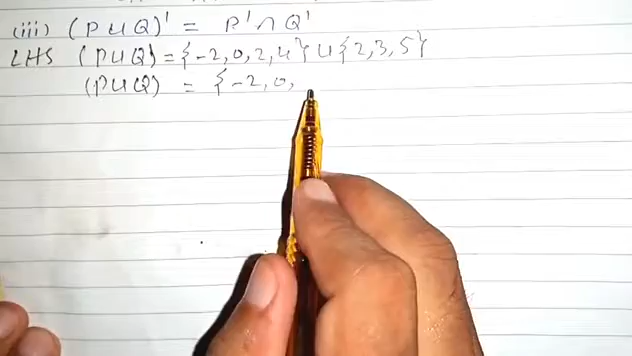 (iii) (P∪Q)' = P'∩Q'
LHS (P∪Q) = {-2, 0, 2, 4} ∪ {2, 3, 5}
(P∪Q) = {-2, 0,